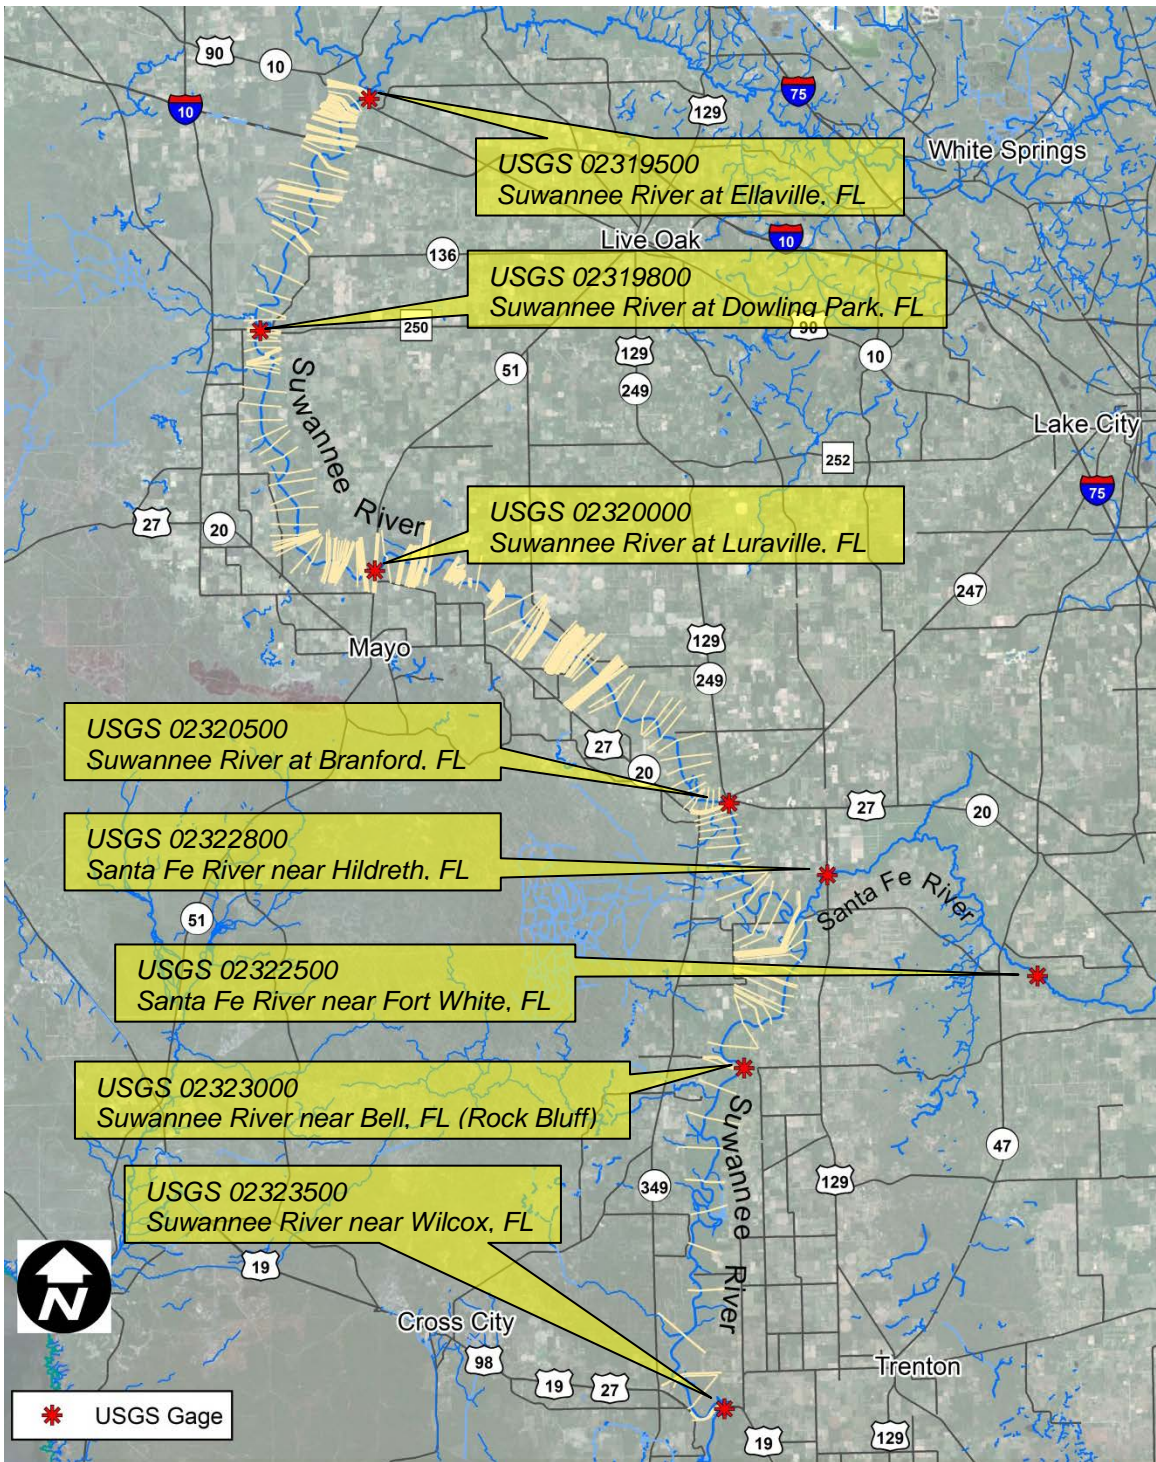 90
10
10
129
75
White Springs
USGS 02319500
Suwannee River at Ellaville, FL
Live Oak
10
136
USGS 02319800
Suwannee River at Dowling Park, FL
250
90
129
10
51
249
Suwannee River
Lake City
252
75
27
20
USGS 02320000
Suwannee River at Luraville, FL
247
Mayo
129
249
USGS 02320500
Suwannee River at Branford, FL
27
20
27
20
USGS 02322800
Santa Fe River near Hildreth, FL
Santa Fe River
51
USGS 02322500
Santa Fe River near Fort White, FL
USGS 02323000
Suwannee River near Bell, FL (Rock Bluff)
Suwannee River
47
349
129
USGS 02323500
Suwannee River near Wilcox, FL
19
N
Cross City
98
19
27
Trenton
USGS Gage
19
129